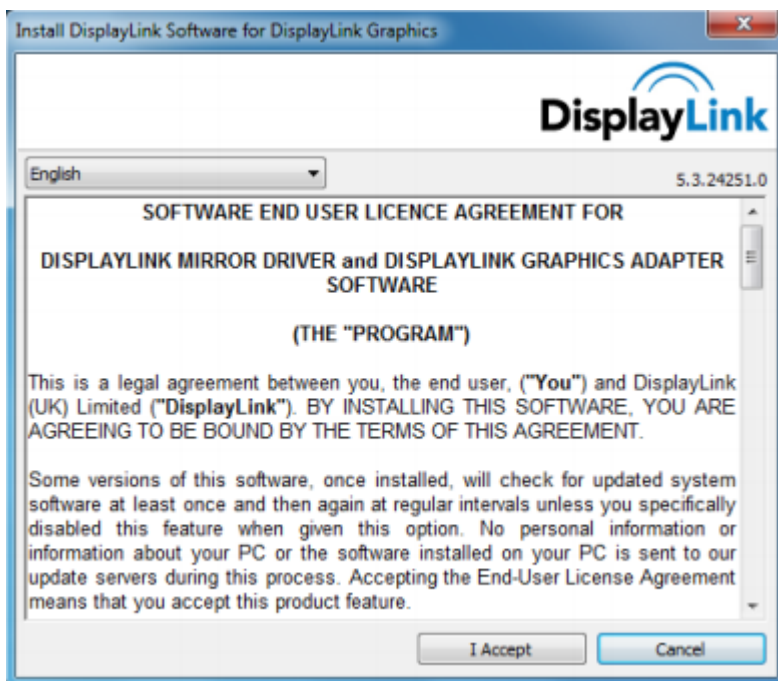 Install DisplayLink Software for DisplayLink Graphics
DisplayLink
English
5.3.24251.0
SOFTWARE END USER LICENCE AGREEMENT FOR
DISPLAYLINK MIRROR DRIVER and DISPLAYLINK GRAPHICS ADAPTER
SOFTWARE
(THE "PROGRAM")
This is a legal agreement between you, the end user, ("You") and DisplayLink
(UK) Limited ("DisplayLink"). BY INSTALLING THIS SOFTWARE, YOU ARE
AGREEING TO BE BOUND BY THE TERMS OF THIS AGREEMENT.
Some versions of this software, once installed, will check for updated system
software at least once and then again at regular intervals unless you specifically
disabled this feature when given this option. No personal information or
information about your PC or the software installed on your PC is sent to our
update servers during this process. Accepting the End-User License Agreement
means that you accept this product feature.
I Accept
Cancel